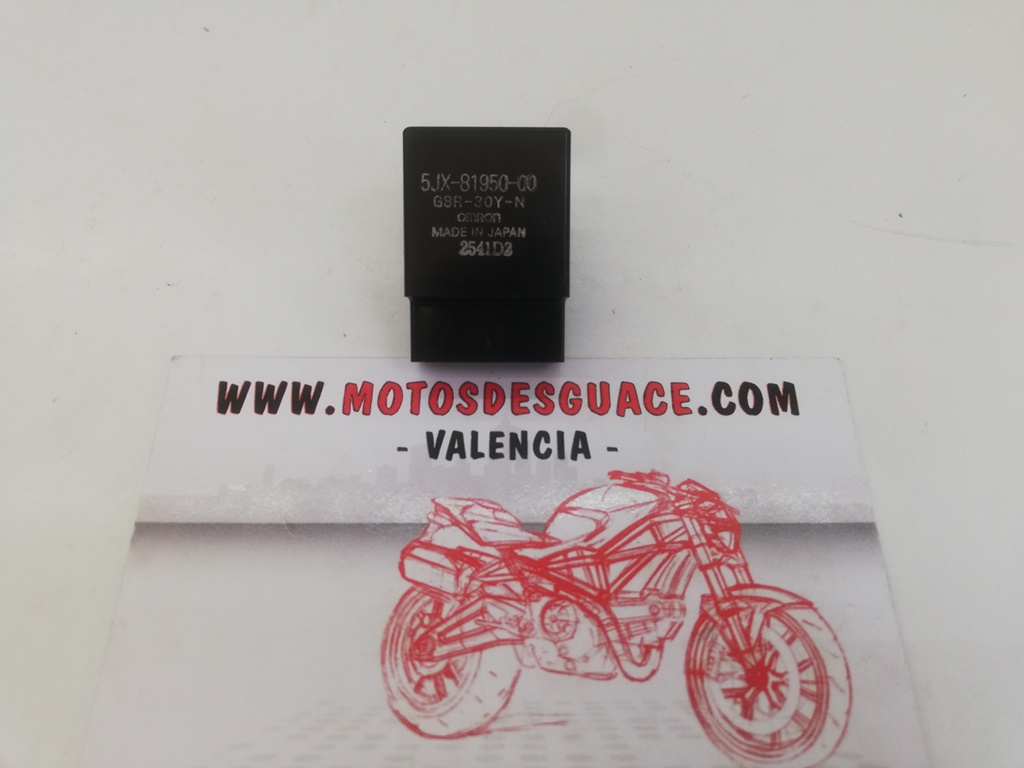 5JX-81950-00
G8R-30Y-N
OMRON
MADE IN JAPAN
2541D2
WWW.MOTOSDESGUACE.COM
- VALENCIA -